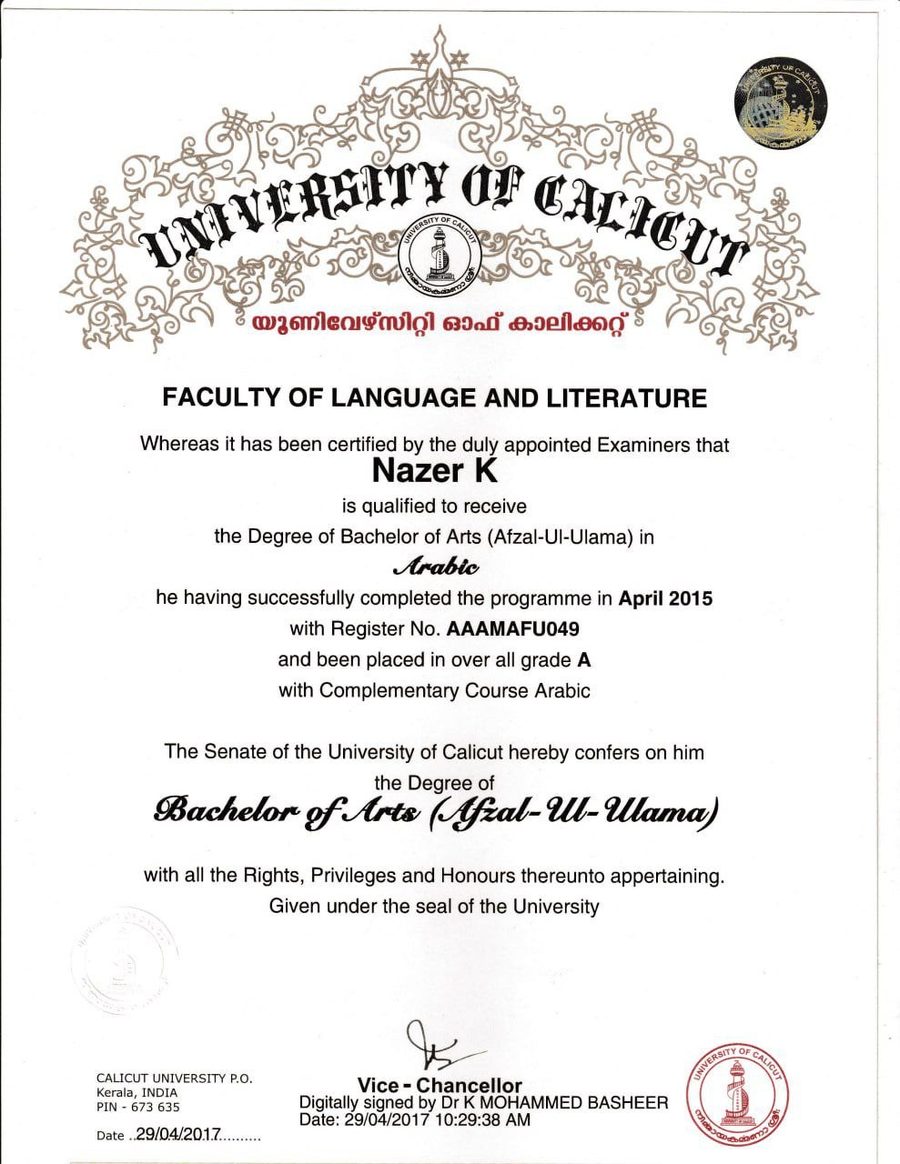 UNIVERSITY OF CALICUT
UNIVERSITY OF CALICUT
UNIVERSITY OF CALICUT
യൂണിവേഴ്സിറ്റി ഓഫ് കാലിക്കറ്റ്
FACULTY OF LANGUAGE AND LITERATURE
Whereas it has been certified by the duly appointed Examiners that
Nazer K
is qualified to receive
the Degree of Bachelor of Arts (Afzal-Ul-Ulama) in
Arabic
he having successfully completed the programme in April 2015
with Register No. AAAMAFU049
and been placed in over all grade A
with Complementary Course Arabic
The Senate of the University of Calicut hereby confers on him
the Degree of
Bachelor of Arts (Afzal-Ul-Ulama)
with all the Rights, Privileges and Honours thereunto appertaining.
Given under the seal of the University
CALICUT UNIVERSITY P.O.
Kerala, INDIA
PIN - 673 635
Date ..29/04/2017..........
Vice - Chancellor
Digitally signed by Dr K MOHAMMED BASHEER
Date: 29/04/2017 10:29:38 AM
UNIVERSITY OF CALICUT